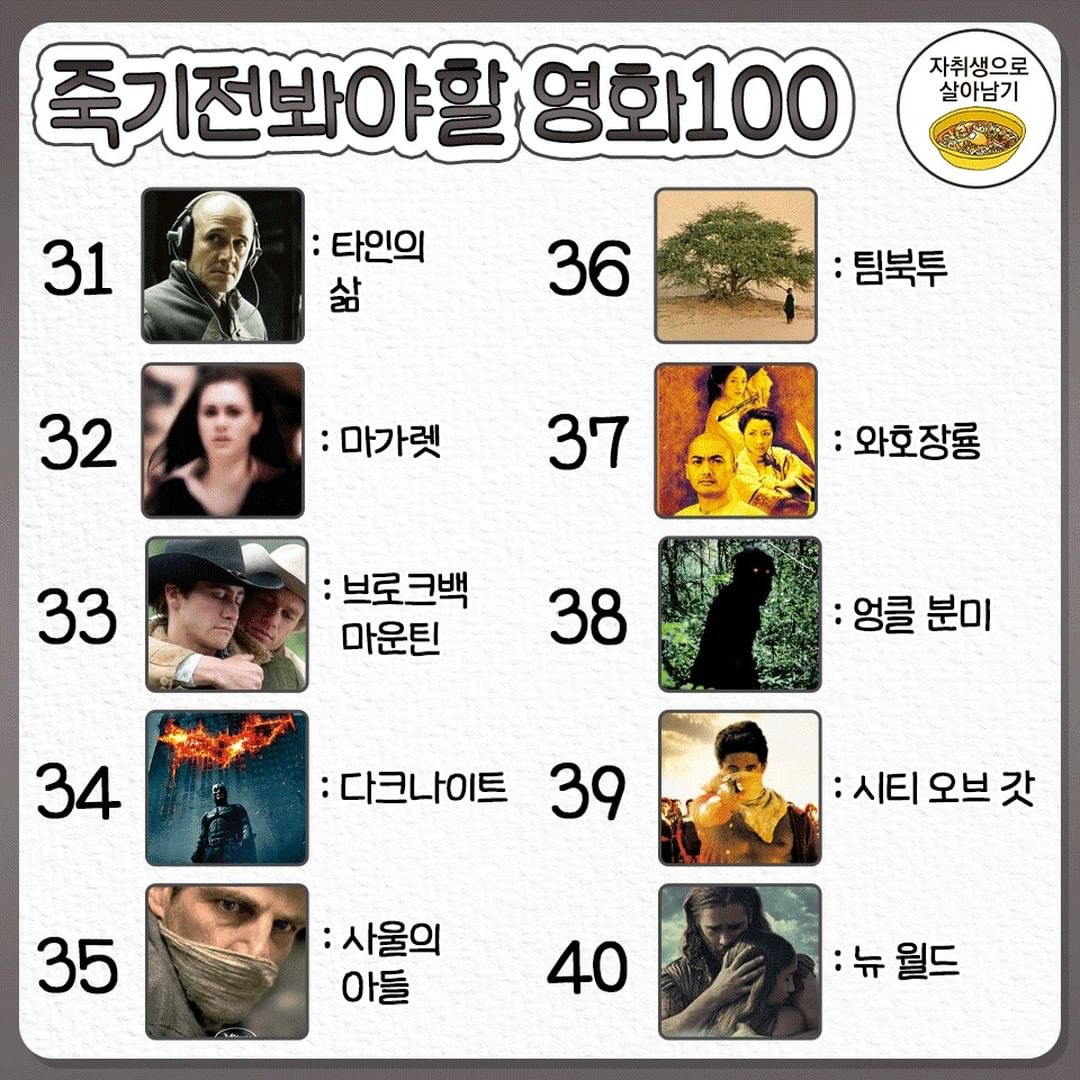 죽기전봐야할 영화100
자취생으로
살아남기
31 : 타인의
삶
32 : 마가렛
33 : 브로크백
마운틴
34 : 다크나이트
35 : 사울의
아들
36 : 팀북투
37 : 와호장룡
38 : 엉클 분미
39 : 시티 오브 갓
40 : 뉴 월드